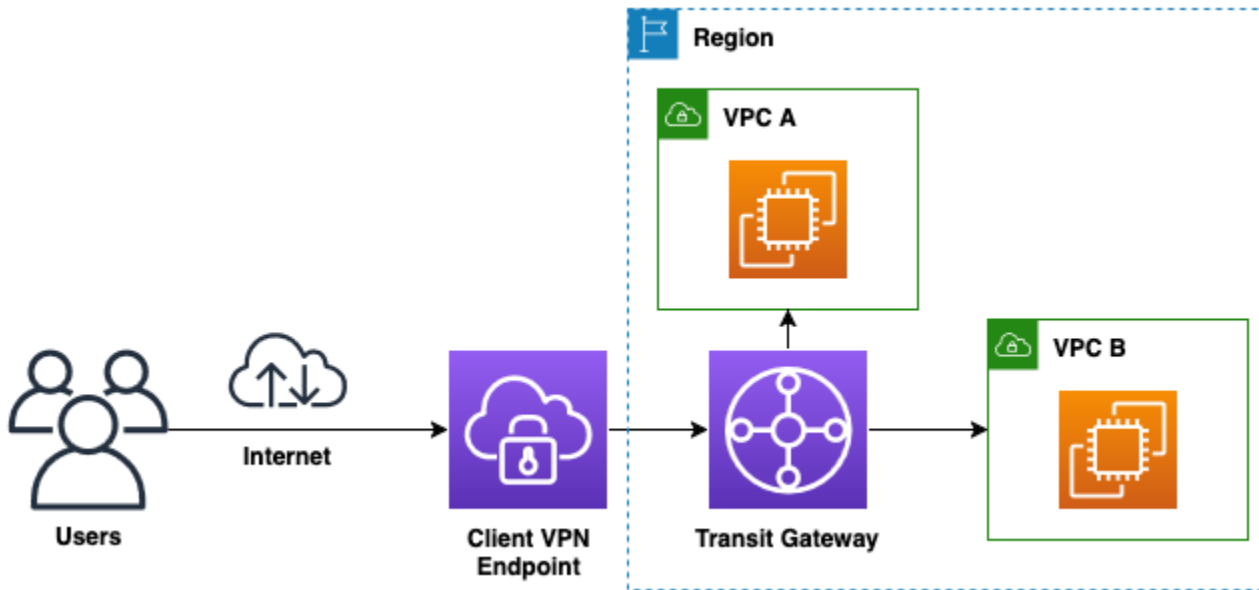 Region
VPC A
VPC B
Internet
Users
Client VPN
Endpoint
Transit Gateway